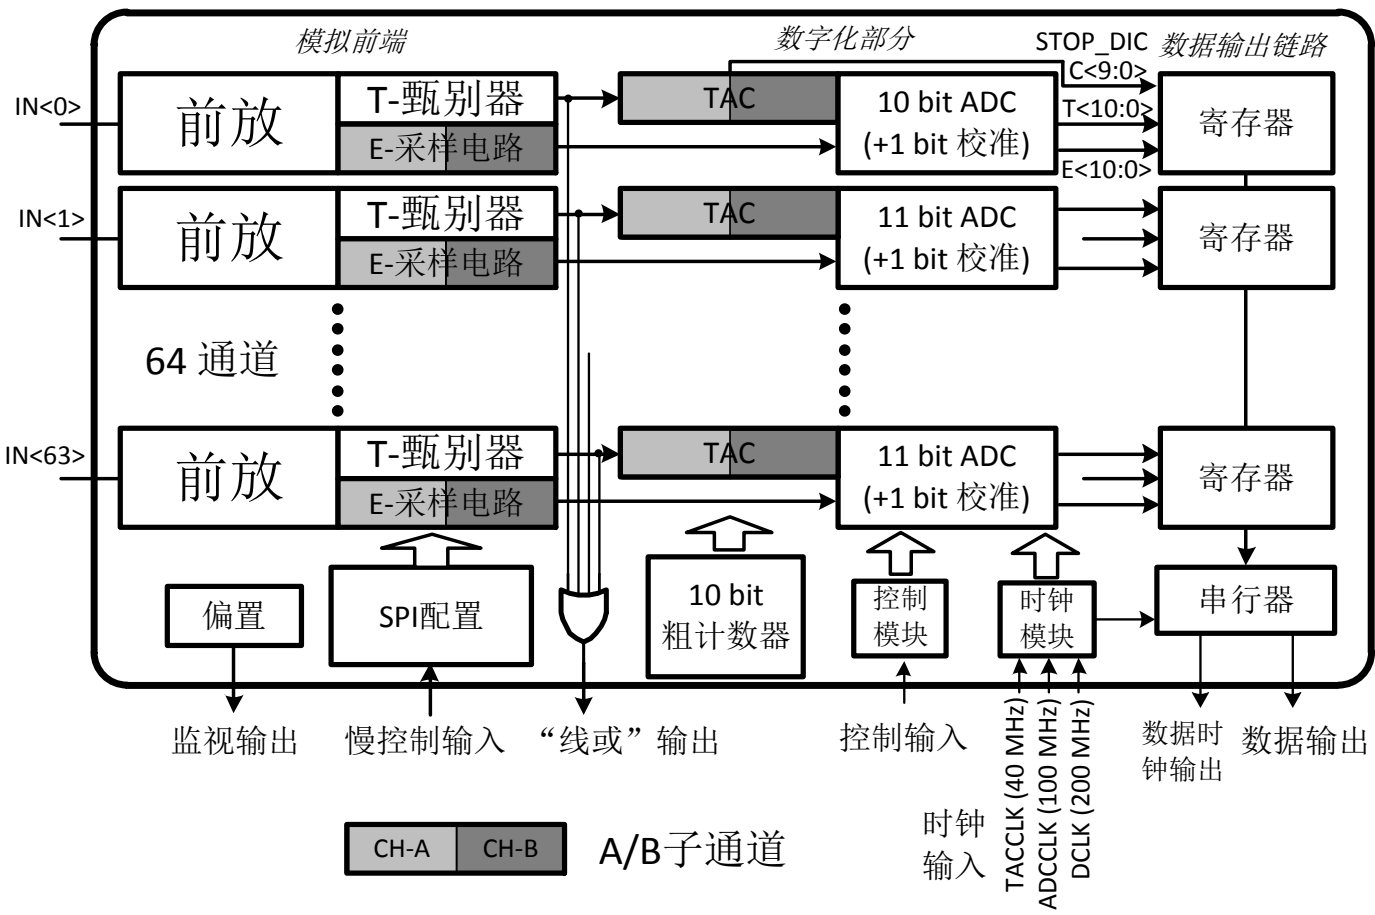 模拟前端
数字化部分
STOP_DIC
数据输出链路
IN<0>
前放
T-甄别器
E-采样电路
TAC
10 bit ADC
(+1 bit 校准)
C<9:0>
T<10:0>
E<10:0>
寄存器
IN<1>
前放
T-甄别器
E-采样电路
TAC
11 bit ADC
(+1 bit 校准)
寄存器
64 通道
IN<63>
前放
T-甄别器
E-采样电路
TAC
11 bit ADC
(+1 bit 校准)
寄存器
偏置
SPI配置
10 bit
粗计数器
控制
模块
时钟
模块
串行器
监视输出
慢控制输入
“线或”输出
控制输入
TACCLK (40 MHz)
ADCCLK (100 MHz)
DCLK (200 MHz)
数据时
钟输出
数据输出
时钟
输入
CH-A
CH-B
A/B子通道